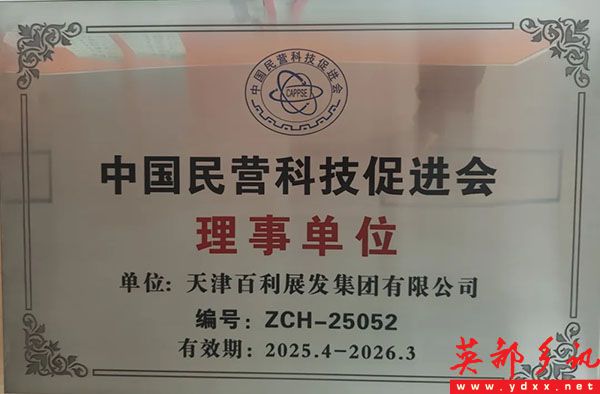 中国民营科技促进会
CAPPSE
中国民营科技促进会
理事单位
单位：天津百利展发集团有限公司
编号：ZCH-25052
有效期：2025.4-2026.3
英都手机
www.ydxx.net